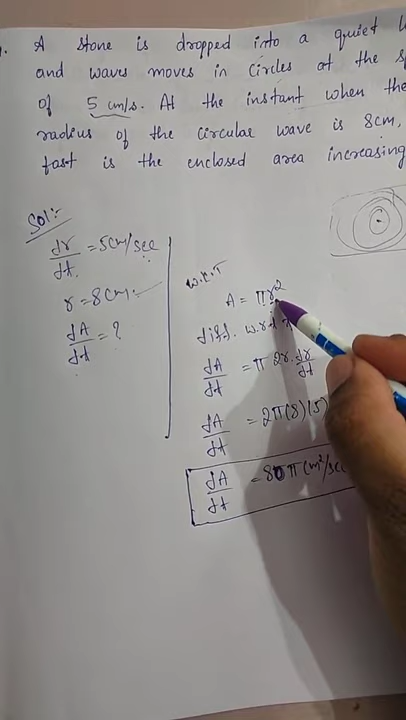 A stone is dropped into a quiet
and waves moves in circles at the
of 5 cm/s. At the instant when the
radius of the circular wave is 8cm,
fast is the enclosed area increasing
Sol:-
dr/dt = 5cm/sec
r = 8cm.
dA/dt = ?
w.k.T
A = πr²
diff. w.r.t
dA/dt = π 2r. dr/dt
dA/dt = 2π(8)(5)
dA/dt = 80π cm²/sec